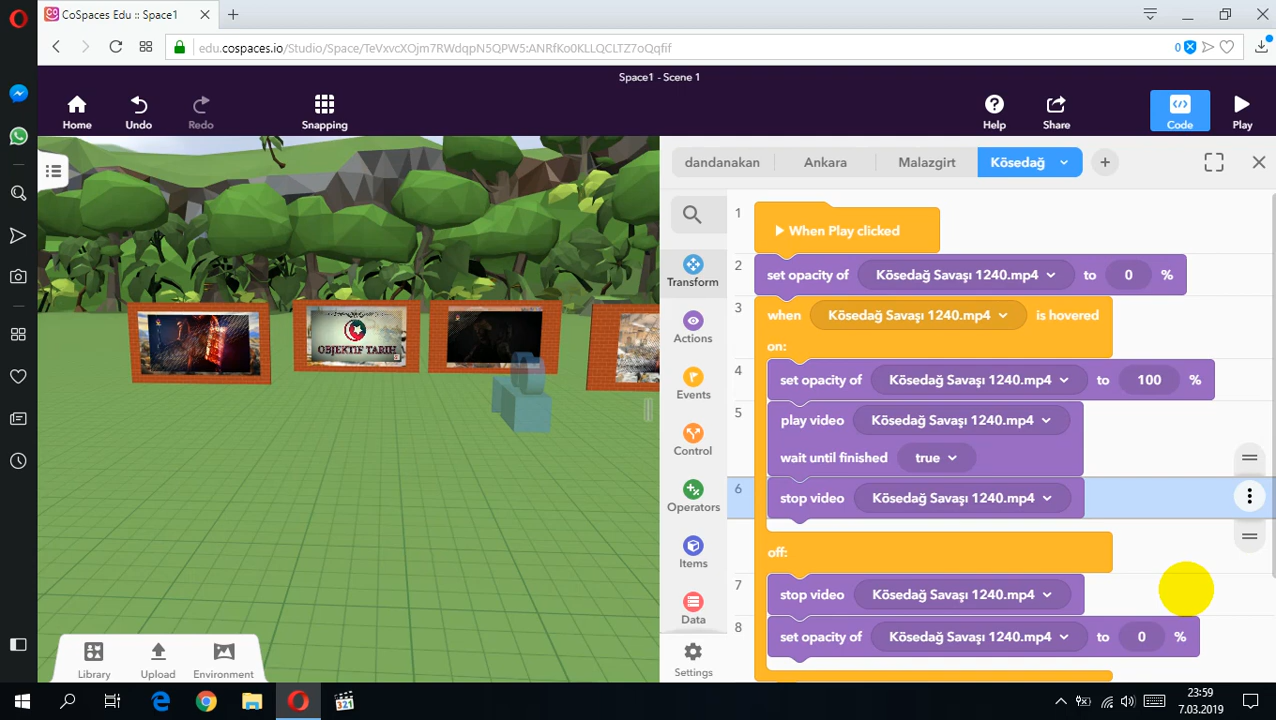 CoSpaces Edu :: Space1
edu.cospaces.io/Studio/Space/TeVxvcXOjm7RWdqpN5QPW5:ANRfKo0KLLQCLTZ7oQqfif
0
Space1 - Scene 1
Home
Undo
Redo
Snapping
Help
Share
Code
Play
dandanakan
Ankara
Malazgirt
Kösedağ
Transform
Actions
Events
Control
Operators
Items
Data
Settings
1
When Play clicked
2
set opacity of Kösedağ Savaşı 1240.mp4 to 0 %
3
when Kösedağ Savaşı 1240.mp4 is hovered
on:
4
set opacity of Kösedağ Savaşı 1240.mp4 to 100 %
5
play video Kösedağ Savaşı 1240.mp4
wait until finished true
6
stop video Kösedağ Savaşı 1240.mp4
off:
7
stop video Kösedağ Savaşı 1240.mp4
8
set opacity of Kösedağ Savaşı 1240.mp4 to 0 %
OBJEKTIF TARIH
Library
Upload
Environment
321
23:59
7.03.2019